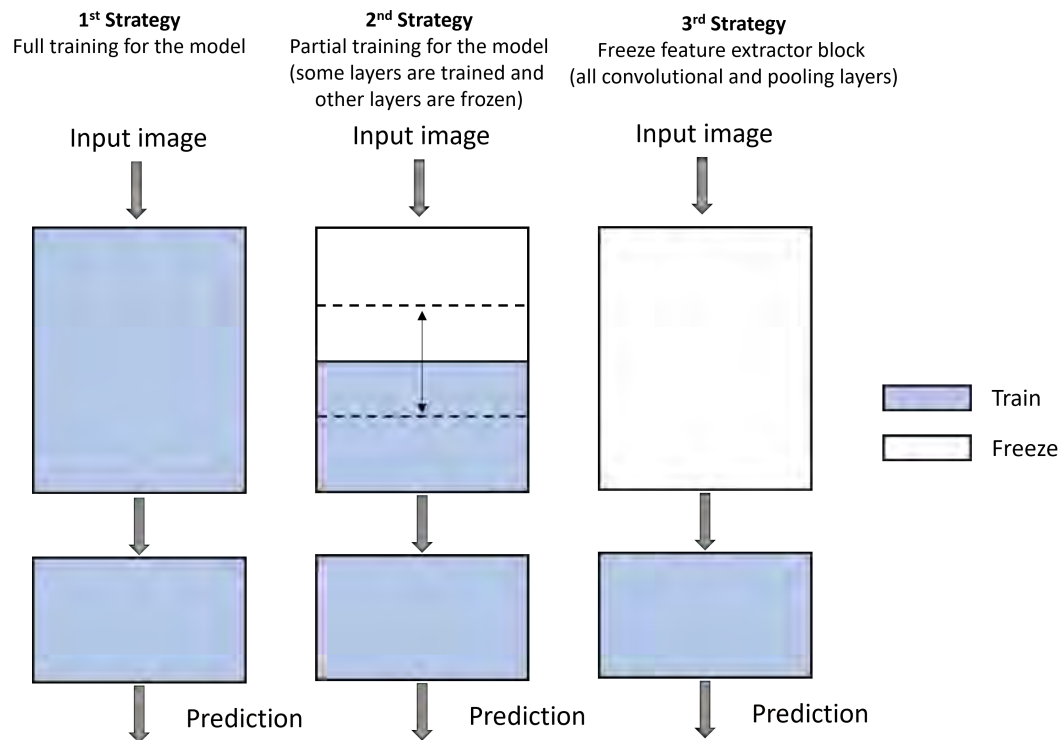 1st Strategy
Full training for the model
2nd Strategy
Partial training for the model
(some layers are trained and
other layers are frozen)
3rd Strategy
Freeze feature extractor block
(all convolutional and pooling layers)
Input image
Input image
Input image
Train
Freeze
Prediction
Prediction
Prediction